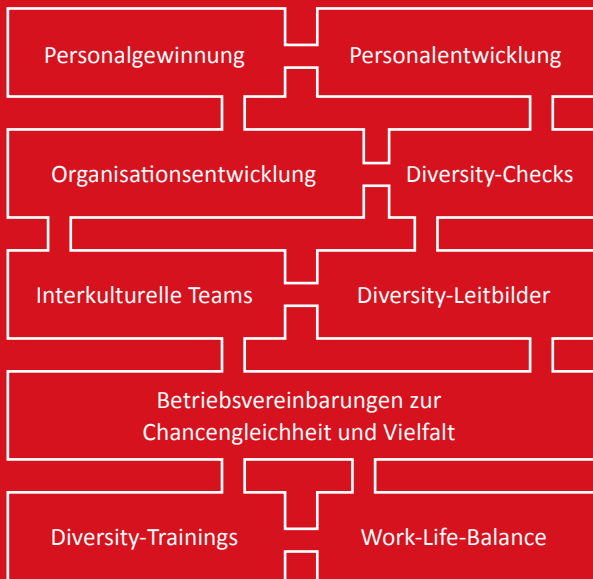 Personalgewinnung
Personalentwicklung
Organisationsentwicklung
Diversity-Checks
Interkulturelle Teams
Diversity-Leitbilder
Betriebsvereinbarungen zur
Chancengleichheit und Vielfalt
Diversity-Trainings
Work-Life-Balance